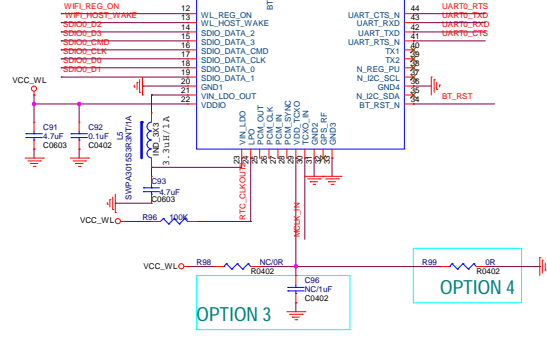 WIFI_REG_ON
WIFI_HOST_WAKE
SDIO0_D2
SDIO0_D3
SDIO0_CMD
SDIO0_CLK
SDIO0_D0
SDIO0_D1
12
13
14
15
16
17
18
19
20
21
22
WL_REG_ON
WL_HOST_WAKE
SDIO_DATA_2
SDIO_DATA_3
SDIO_DATA_CMD
SDIO_DATA_CLK
SDIO_DATA_0
SDIO_DATA_1
GND1
VIN_LDO_OUT
VDDIO
BT
UART_CTS_N
UART_RXD
UART_TXD
UART_RTS_N
TX1
TX2
N_REG_PU
N_I2C_SCL
GND4
N_I2C_SDA
BT_RST_N
44
43
42
41
40
39
38
37
36
35
34
UART0_RTS
UART0_TXD
UART0_RXD
UART0_CTS
BT_RST
VIN_LDO
LPO
PCM_OUT
PCM_CLK
PCM_IN
PCM_SYNC
VDD_TCXO
TCXO_IN
GND2
GPS_RF
GND3
23
24
25
26
27
28
29
30
31
32
33
VCC_WL
C91
4.7uF
C0603
C92
0.1uF
C0402
L5
SWPA3015S3R3NT/1A
IND_3X3
3.3uH/1A
C93
4.7uF
C0603
RTC_CLKOUT
MCLK_IN
VCC_WL
R96
100K
VCC_WL
R98
NC/0R
R0402
R99
0R
R0402
C96
NC/1uF
C0402
OPTION 3
OPTION 4